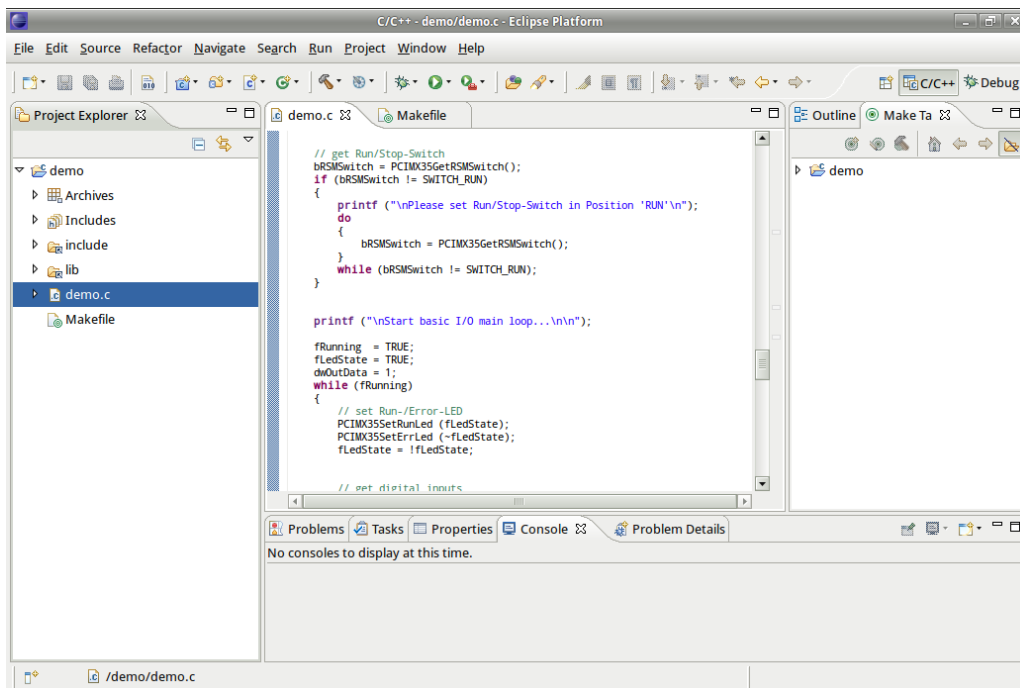 C/C++ - demo/demo.c - Eclipse Platform
File Edit Source Refactor Navigate Search Run Project Window Help
C/C++ Debug
Project Explorer
demo
Archives
Includes
include
lib
demo.c
Makefile
demo.c Makefile
// get Run/Stop-Switch
bRSMSwitch = PCIMX35GetRSMSwitch();
if (bRSMSwitch != SWITCH_RUN)
{
printf ("\nPlease set Run/Stop-Switch in Position 'RUN'\n");
do
{
bRSMSwitch = PCIMX35GetRSMSwitch();
}
while (bRSMSwitch != SWITCH_RUN);
}
printf ("\nStart basic I/O main loop...\n\n");
fRunning = TRUE;
fLedState = TRUE;
dwOutData = 1;
while (fRunning)
{
// set Run-/Error-LED
PCIMX35SetRunLed (fLedState);
PCIMX35SetErrLed (~fLedState);
fLedState = !fLedState;
// get digital inputs
Outline Make Ta
demo
Problems Tasks Properties Console Problem Details
No consoles to display at this time.
/demo/demo.c